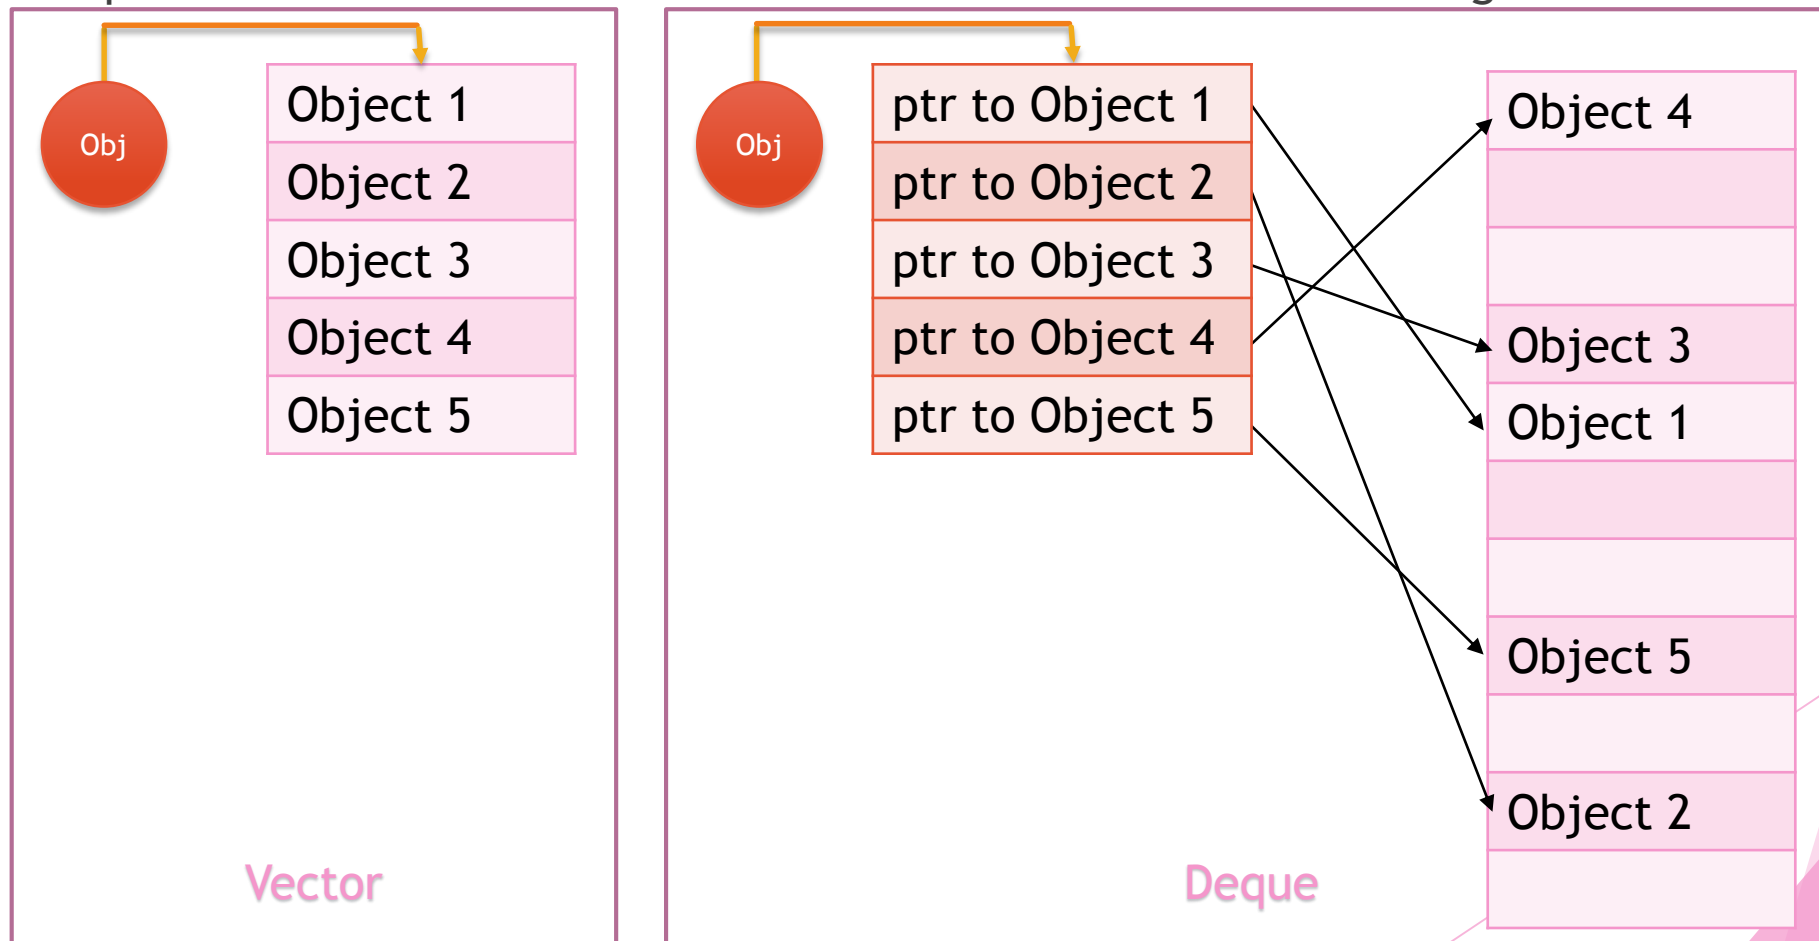 Obj
Object 1
Object 2
Object 3
Object 4
Object 5
Vector
Obj
ptr to Object 1
ptr to Object 2
ptr to Object 3
ptr to Object 4
ptr to Object 5
Object 4
Object 3
Object 1
Object 5
Object 2
Deque